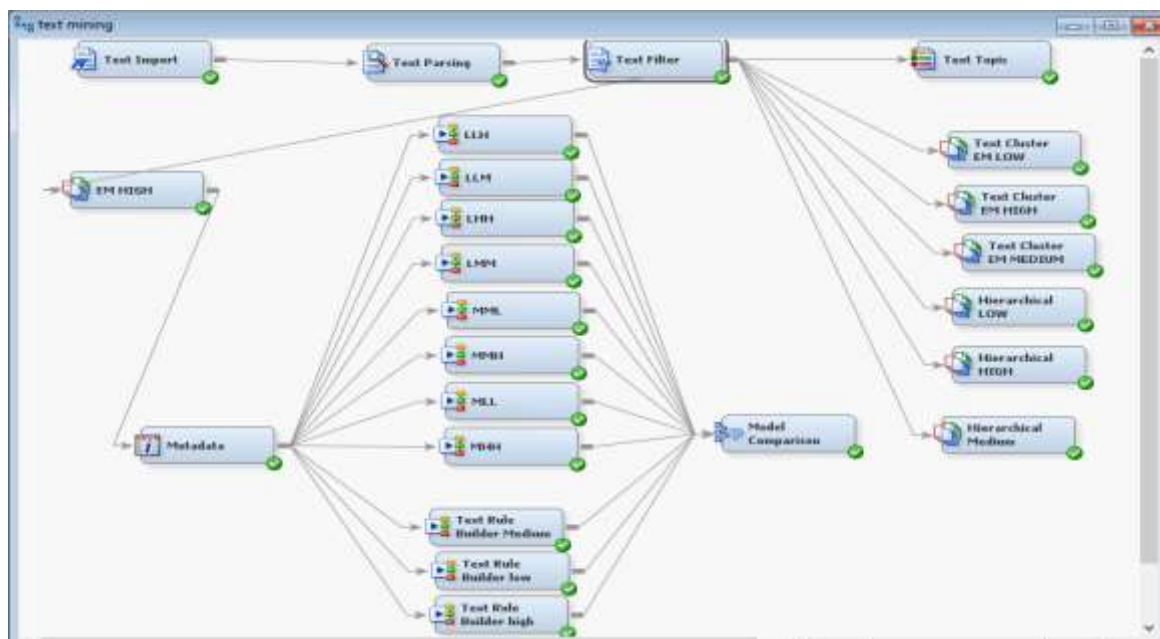 text mining
Text Import
Text Parsing
Text Filter
Text Topic
LLH
LLM
LHH
LMM
MML
MMH
MLL
MHH
EM HIGH
Metadata
Text Rule
Builder Medium
Text Rule
Builder low
Text Rule
Builder high
Model
Comparison
Text Cluster
EM LOW
Text Cluster
EM HIGH
Text Cluster
EM MEDIUM
Hierarchical
LOW
Hierarchical
HIGH
Hierarchical
Medium